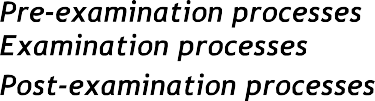 Pre-examination processes
Examination processes
Post-examination processes